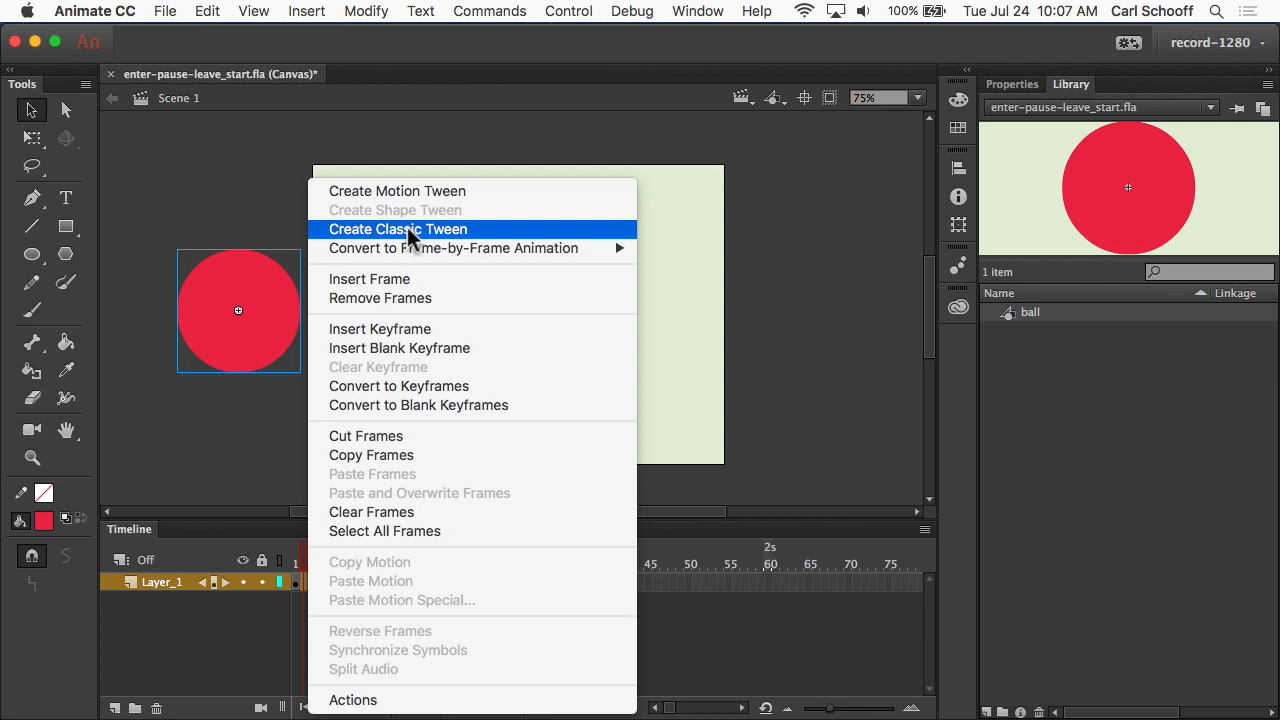 Animate CC File Edit View Insert Modify Text Commands Control Debug Window Help 100% Tue Jul 24 10:07 AM Carl Schooff
An record-1280
Tools
enter-pause-leave_start.fla (Canvas)*
Scene 1
75%
T
Create Motion Tween
Create Shape Tween
Create Classic Tween
Convert to Frame-by-Frame Animation
Insert Frame
Remove Frames
Insert Keyframe
Insert Blank Keyframe
Clear Keyframe
Convert to Keyframes
Convert to Blank Keyframes
Cut Frames
Copy Frames
Paste Frames
Paste and Overwrite Frames
Clear Frames
Select All Frames
Copy Motion
Paste Motion
Paste Motion Special...
Reverse Frames
Synchronize Symbols
Split Audio
Actions
Timeline
Off
1
2s
45 50 55 60 65 70 75
Layer_1
Properties Library
enter-pause-leave_start.fla
1 item
Name Linkage
ball